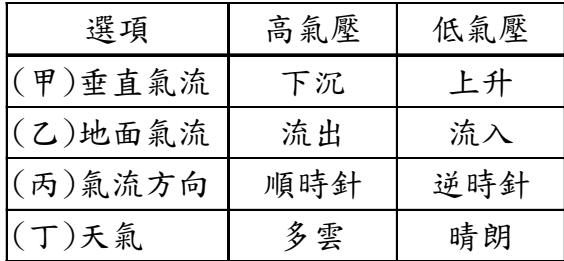 選項 高氣壓 低氣壓
(甲)垂直氣流 下沉 上升
(乙)地面氣流 流出 流入
(丙)氣流方向 順時針 逆時針
(丁)天氣 多雲 晴朗